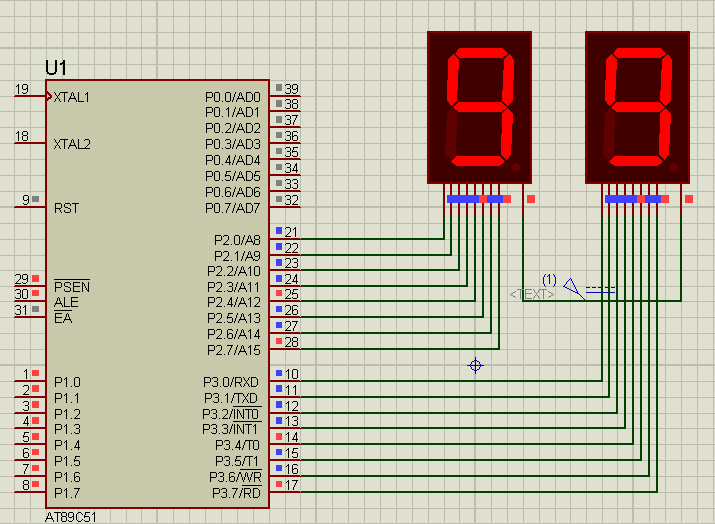 U1
19 XTAL1 P0.0/AD0 39
P0.1/AD1 38
P0.2/AD2 37
18 XTAL2 P0.3/AD3 36
P0.4/AD4 35
P0.5/AD5 34
P0.6/AD6 33
9 RST P0.7/AD7 32
P2.0/A8 21
P2.1/A9 22
P2.2/A10 23
29 PSEN P2.3/A11 24
30 ALE P2.4/A12 25
31 EA P2.5/A13 26
P2.6/A14 27
P2.7/A15 28
1 P1.0 P3.0/RXD 10
2 P1.1 P3.1/TXD 11
3 P1.2 P3.2/INT0 12
4 P1.3 P3.3/INT1 13
5 P1.4 P3.4/T0 14
6 P1.5 P3.5/T1 15
7 P1.6 P3.6/WR 16
8 P1.7 P3.7/RD 17
AT89C51
9 9
(1)
<TEXT>